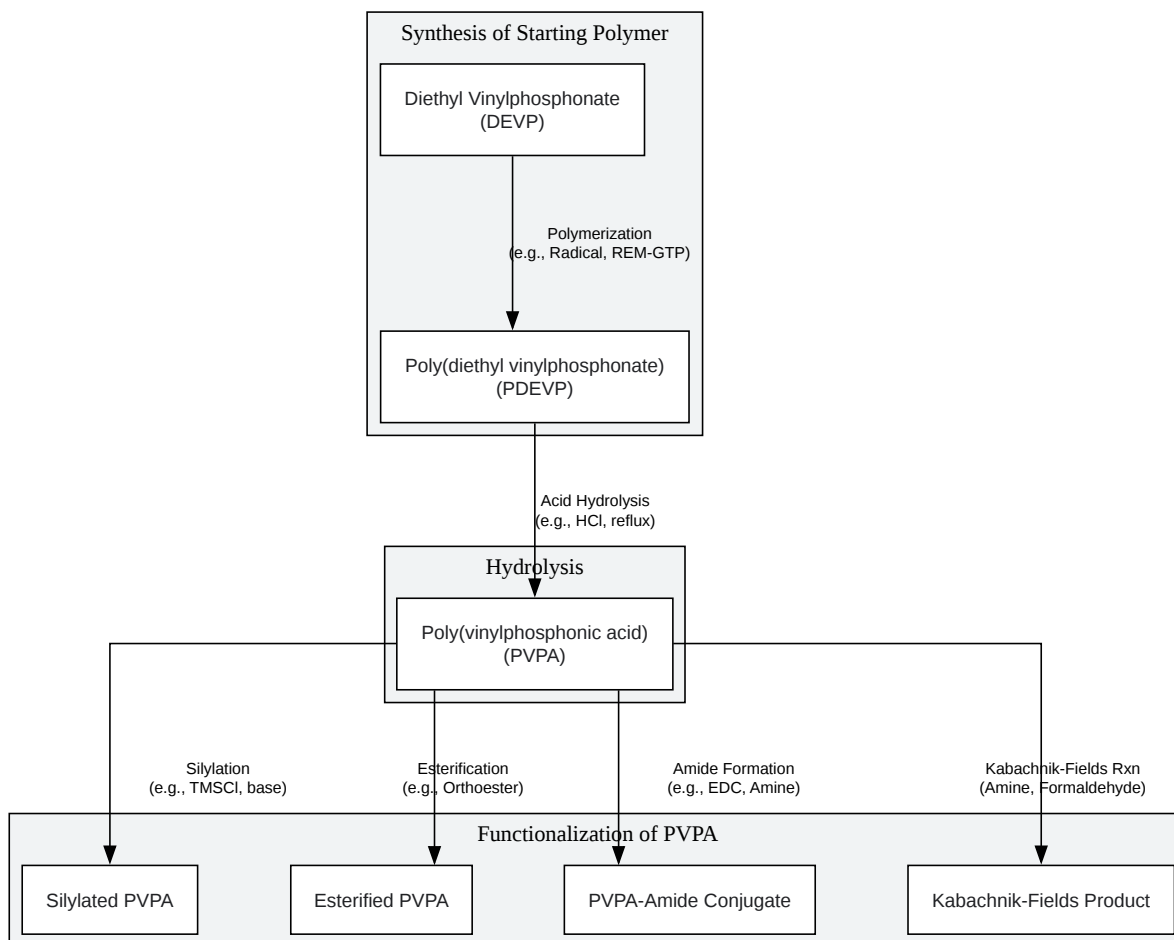 Synthesis of Starting Polymer
Diethyl Vinylphosphonate
(DEVP)
Polymerization
(e.g., Radical, REM-GTP)
Poly(diethyl vinylphosphonate)
(PDEVP)
Acid Hydrolysis
(e.g., HCl, reflux)
Hydrolysis
Poly(vinylphosphonic acid)
(PVPA)
Silylation
(e.g., TMSCl, base)
Esterification
(e.g., Orthoester)
Amide Formation
(e.g., EDC, Amine)
Kabachnik-Fields Rxn
(Amine, Formaldehyde)
Functionalization of PVPA
Silylated PVPA
Esterified PVPA
PVPA-Amide Conjugate
Kabachnik-Fields Product